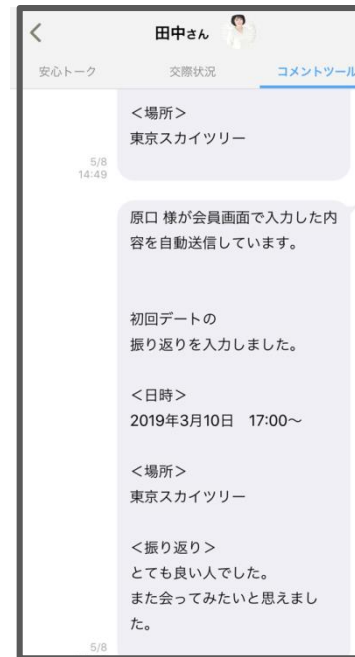 田中さん
安心トーク 交際状況 コメントツール
<場所>
東京スカイツリー
5/8
14:49
原口 様が会員画面で入力した内
容を自動送信しています。
初回デートの
振り返りを入力しました。
<日時>
2019年3月10日 17:00〜
<場所>
東京スカイツリー
<振り返り>
とても良い人でした。
また会ってみたいと思えまし
た。
5/8